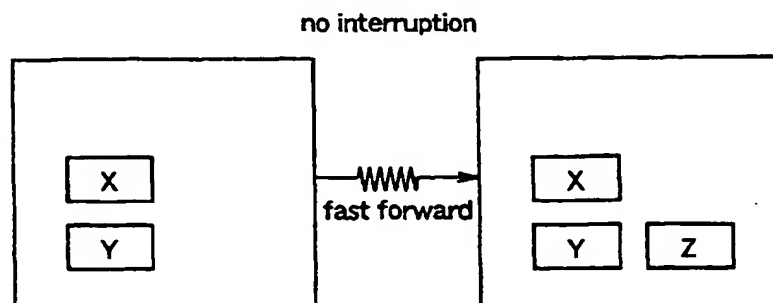 no interruption
X
Y
fast forward
X
Y Z